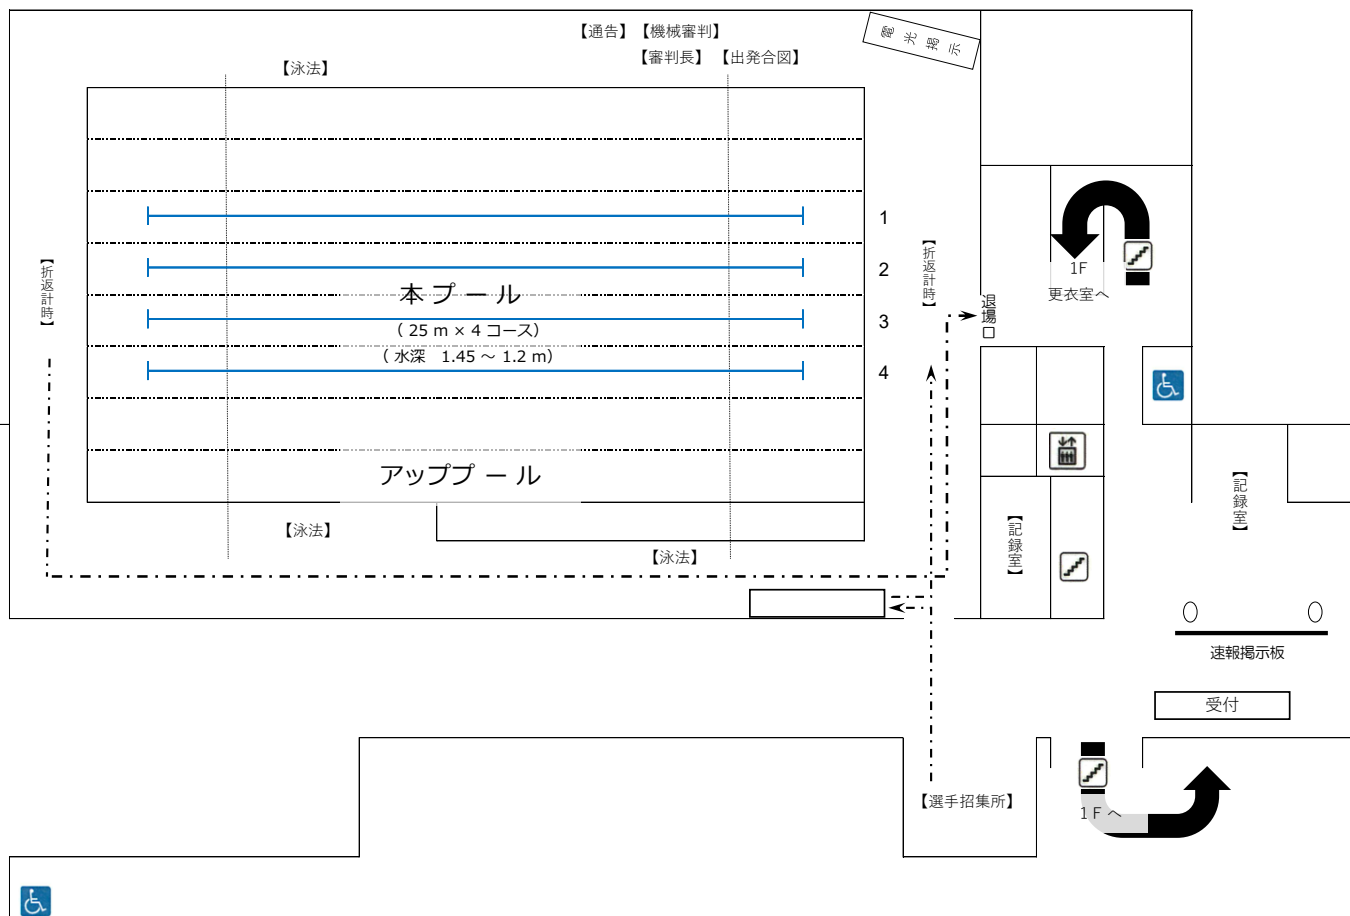 【通告】【機械審判】
電光掲示
【審判長】【出発合図】
【泳法】
1
【折返計時】
【折返計時】
2
1F
更衣室へ
本プール
退場口
3
（25 m × 4 コース）
（水深 1.45 ～ 1.2 m）
4
アッププール
【記録室】
【泳法】
【記録室】
【泳法】
速報掲示板
受付
【選手招集所】
1F へ